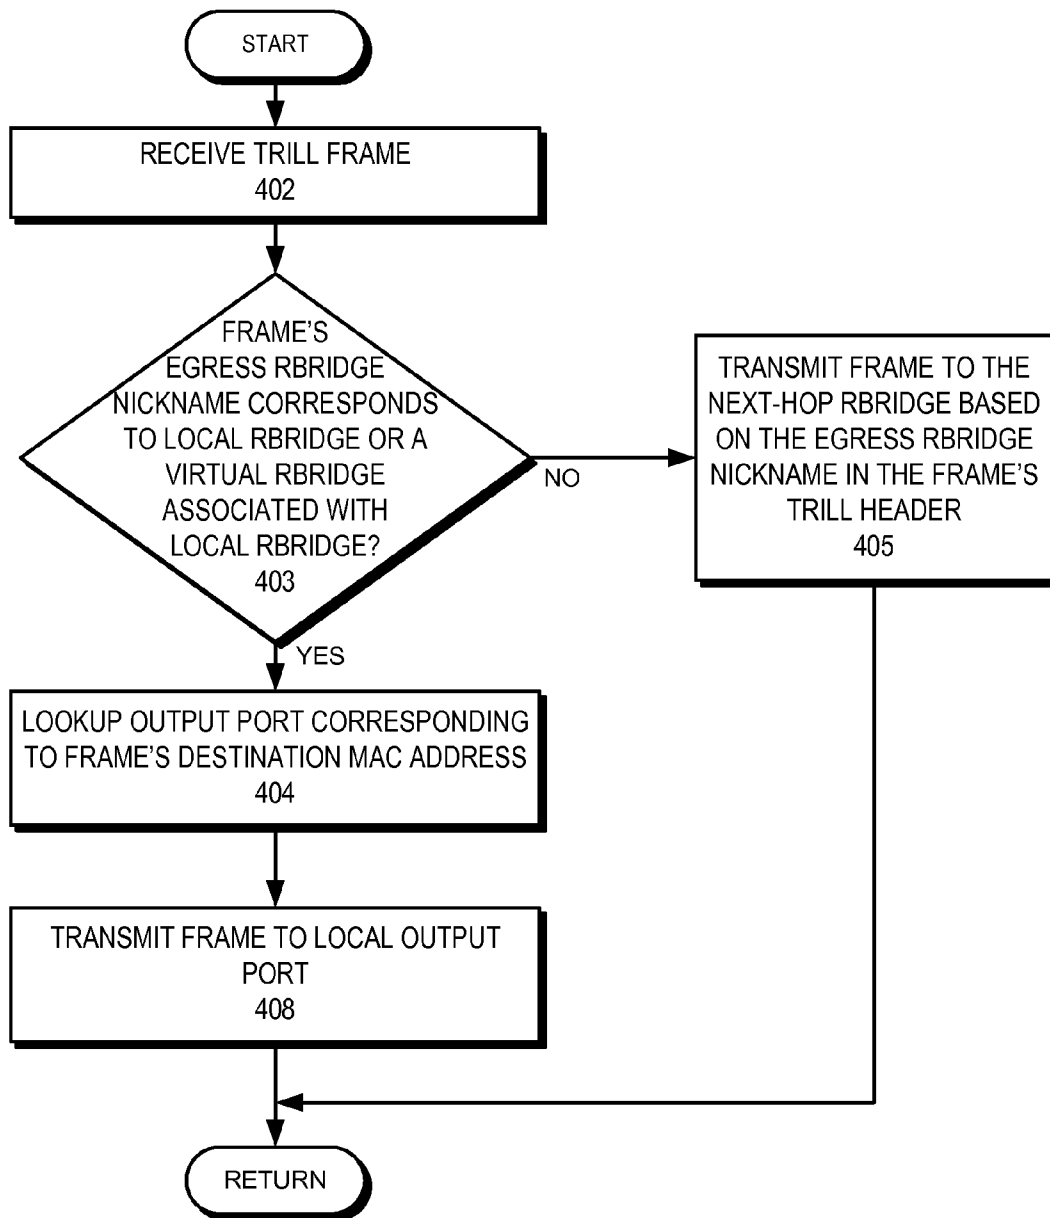 START
RECEIVE TRILL FRAME
402
FRAME'S
EGRESS RBRIDGE
NICKNAME CORRESPONDS
TO LOCAL RBRIDGE OR A
VIRTUAL RBRIDGE
ASSOCIATED WITH
LOCAL RBRIDGE?
403
NO
TRANSMIT FRAME TO THE
NEXT-HOP RBRIDGE BASED
ON THE EGRESS RBRIDGE
NICKNAME IN THE FRAME'S
TRILL HEADER
405
YES
LOOKUP OUTPUT PORT CORRESPONDING
TO FRAME'S DESTINATION MAC ADDRESS
404
TRANSMIT FRAME TO LOCAL OUTPUT
PORT
408
RETURN